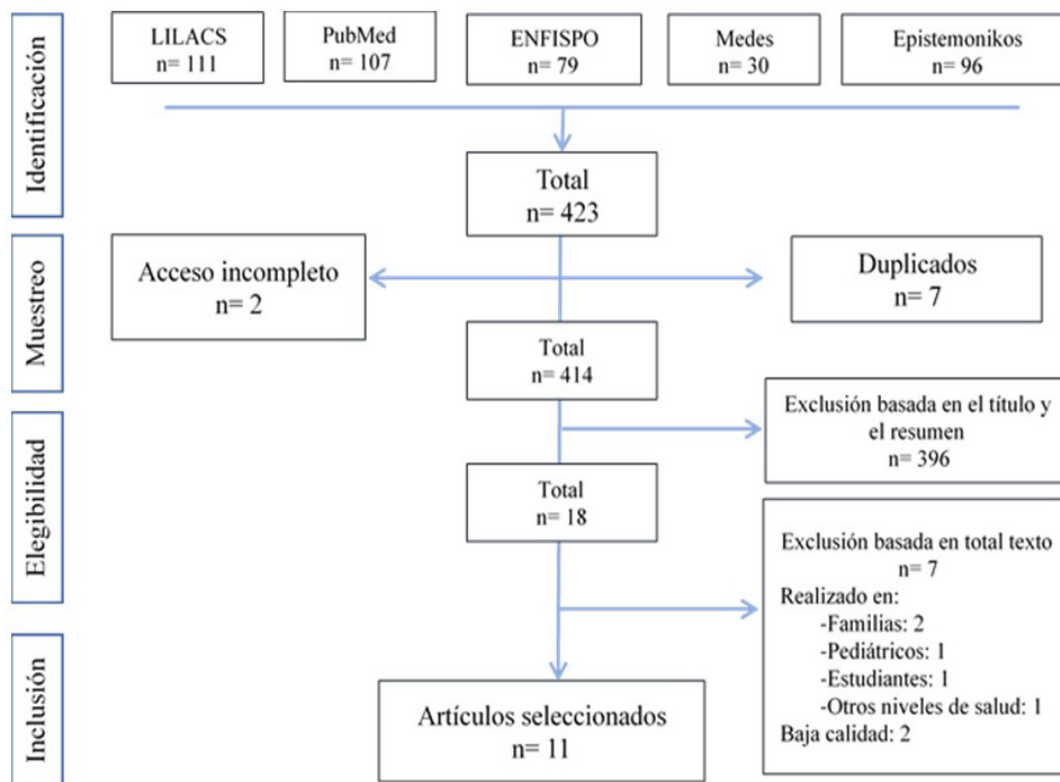 Identificación
LILACS
n= 111
PubMed
n= 107
ENFISPO
n= 79
Medes
n= 30
Epistemonikos
n= 96
Total
n= 423
Muestreo
Acceso incompleto
n= 2
Duplicados
n= 7
Total
n= 414
Elegibilidad
Exclusión basada en el título y
el resumen
n= 396
Total
n= 18
Exclusión basada en total texto
n= 7
Realizado en:
-Familias: 2
-Pediátricos: 1
-Estudiantes: 1
-Otros niveles de salud: 1
Baja calidad: 2
Inclusión
Artículos seleccionados
n= 11